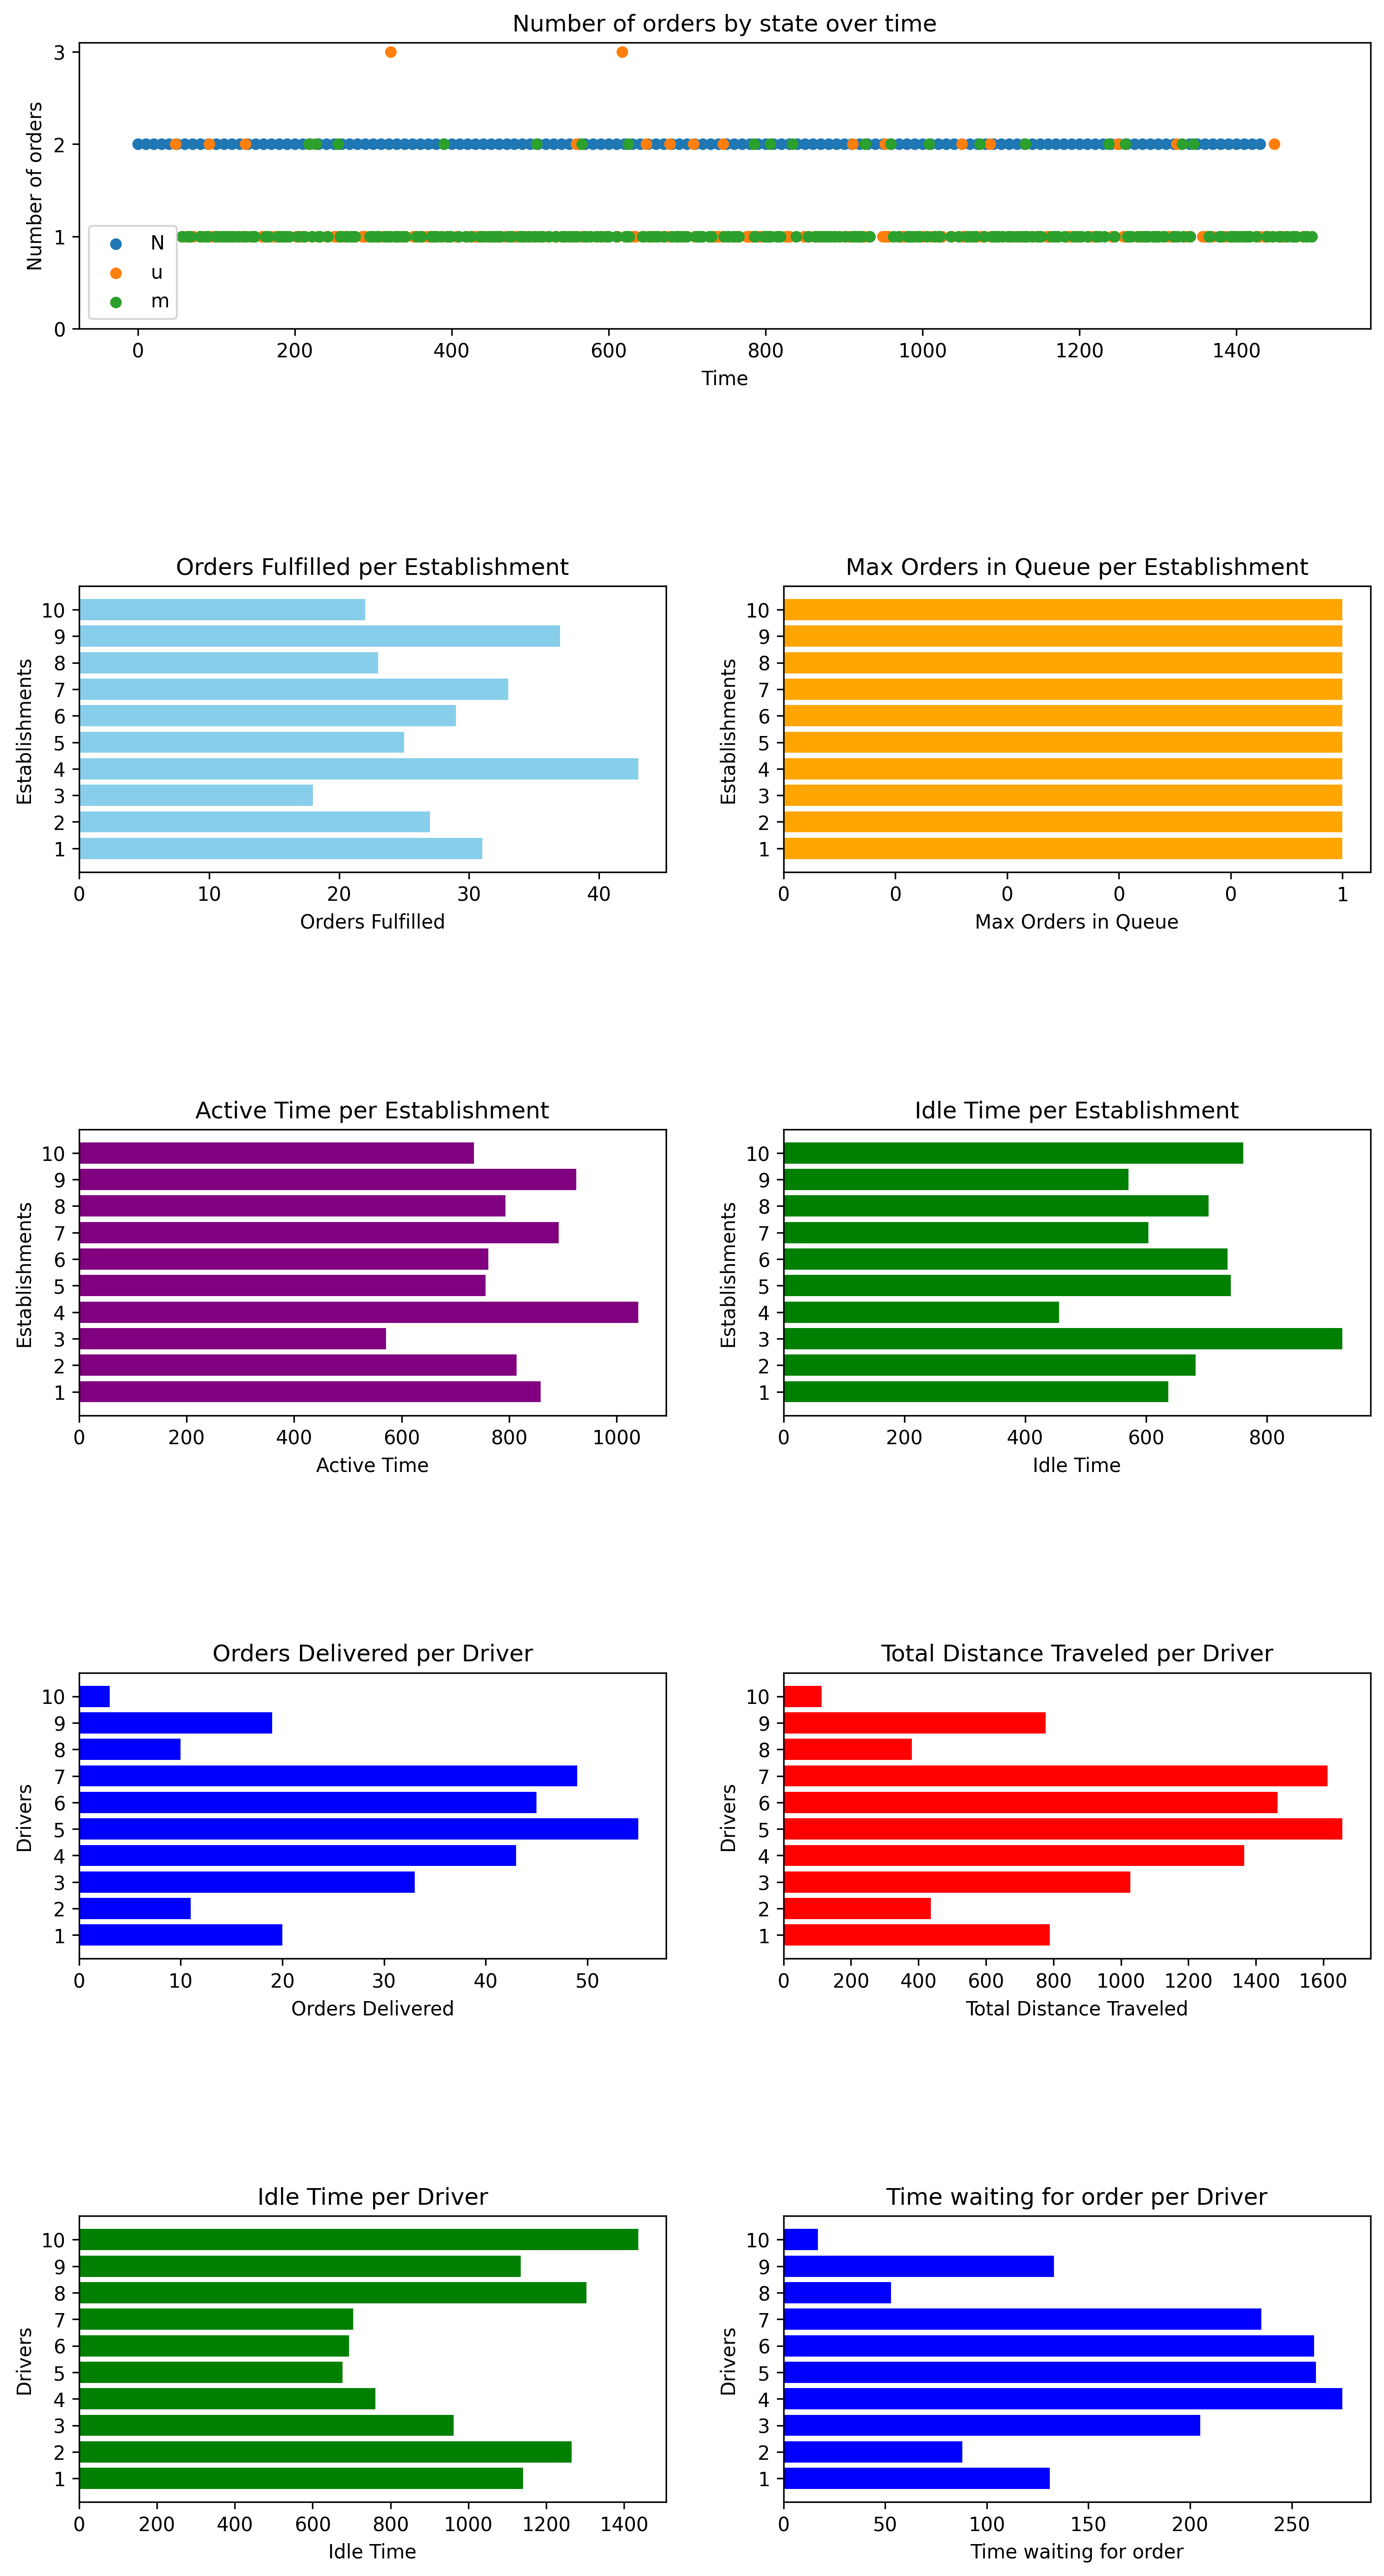 Number of orders by state over time
Number of orders
3
2
1
0
N
u
m
0 200 400 600 800 1000 1200 1400
Time
Orders Fulfilled per Establishment
Establishments
10
9
8
7
6
5
4
3
2
1
0 10 20 30 40
Orders Fulfilled
Max Orders in Queue per Establishment
Establishments
10
9
8
7
6
5
4
3
2
1
0 0 0 0 0 1
Max Orders in Queue
Active Time per Establishment
Establishments
10
9
8
7
6
5
4
3
2
1
0 200 400 600 800 1000
Active Time
Idle Time per Establishment
Establishments
10
9
8
7
6
5
4
3
2
1
0 200 400 600 800
Idle Time
Orders Delivered per Driver
Drivers
10
9
8
7
6
5
4
3
2
1
0 10 20 30 40 50
Orders Delivered
Total Distance Traveled per Driver
Drivers
10
9
8
7
6
5
4
3
2
1
0 200 400 600 800 1000 1200 1400 1600
Total Distance Traveled
Idle Time per Driver
Drivers
10
9
8
7
6
5
4
3
2
1
0 200 400 600 800 1000 1200 1400
Idle Time
Time waiting for order per Driver
Drivers
10
9
8
7
6
5
4
3
2
1
0 50 100 150 200 250
Time waiting for order